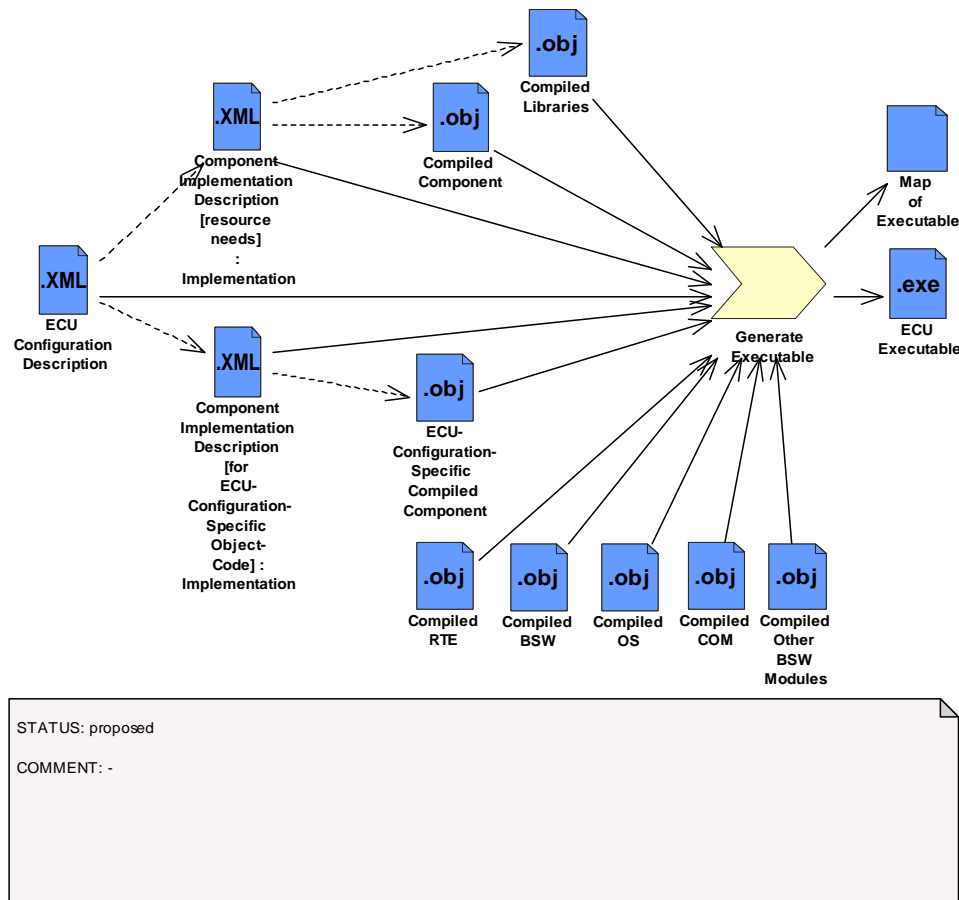 .obj
Compiled
Libraries
.XML
Component
Implementation
Description
[resource
needs]
:
Implementation
.obj
Compiled
Component
Map
of
Executable
.XML
ECU
Configuration
Description
.exe
ECU
Executable
Generate
Executable
.XML
Component
Implementation
Description
[for
ECU-
Configuration-
Specific
Object-
Code] :
Implementation
.obj
ECU-
Configuration-
Specific
Compiled
Component
.obj
Compiled
RTE
.obj
Compiled
BSW
.obj
Compiled
OS
.obj
Compiled
COM
.obj
Compiled
Other
BSW
Modules
STATUS: proposed
COMMENT: -